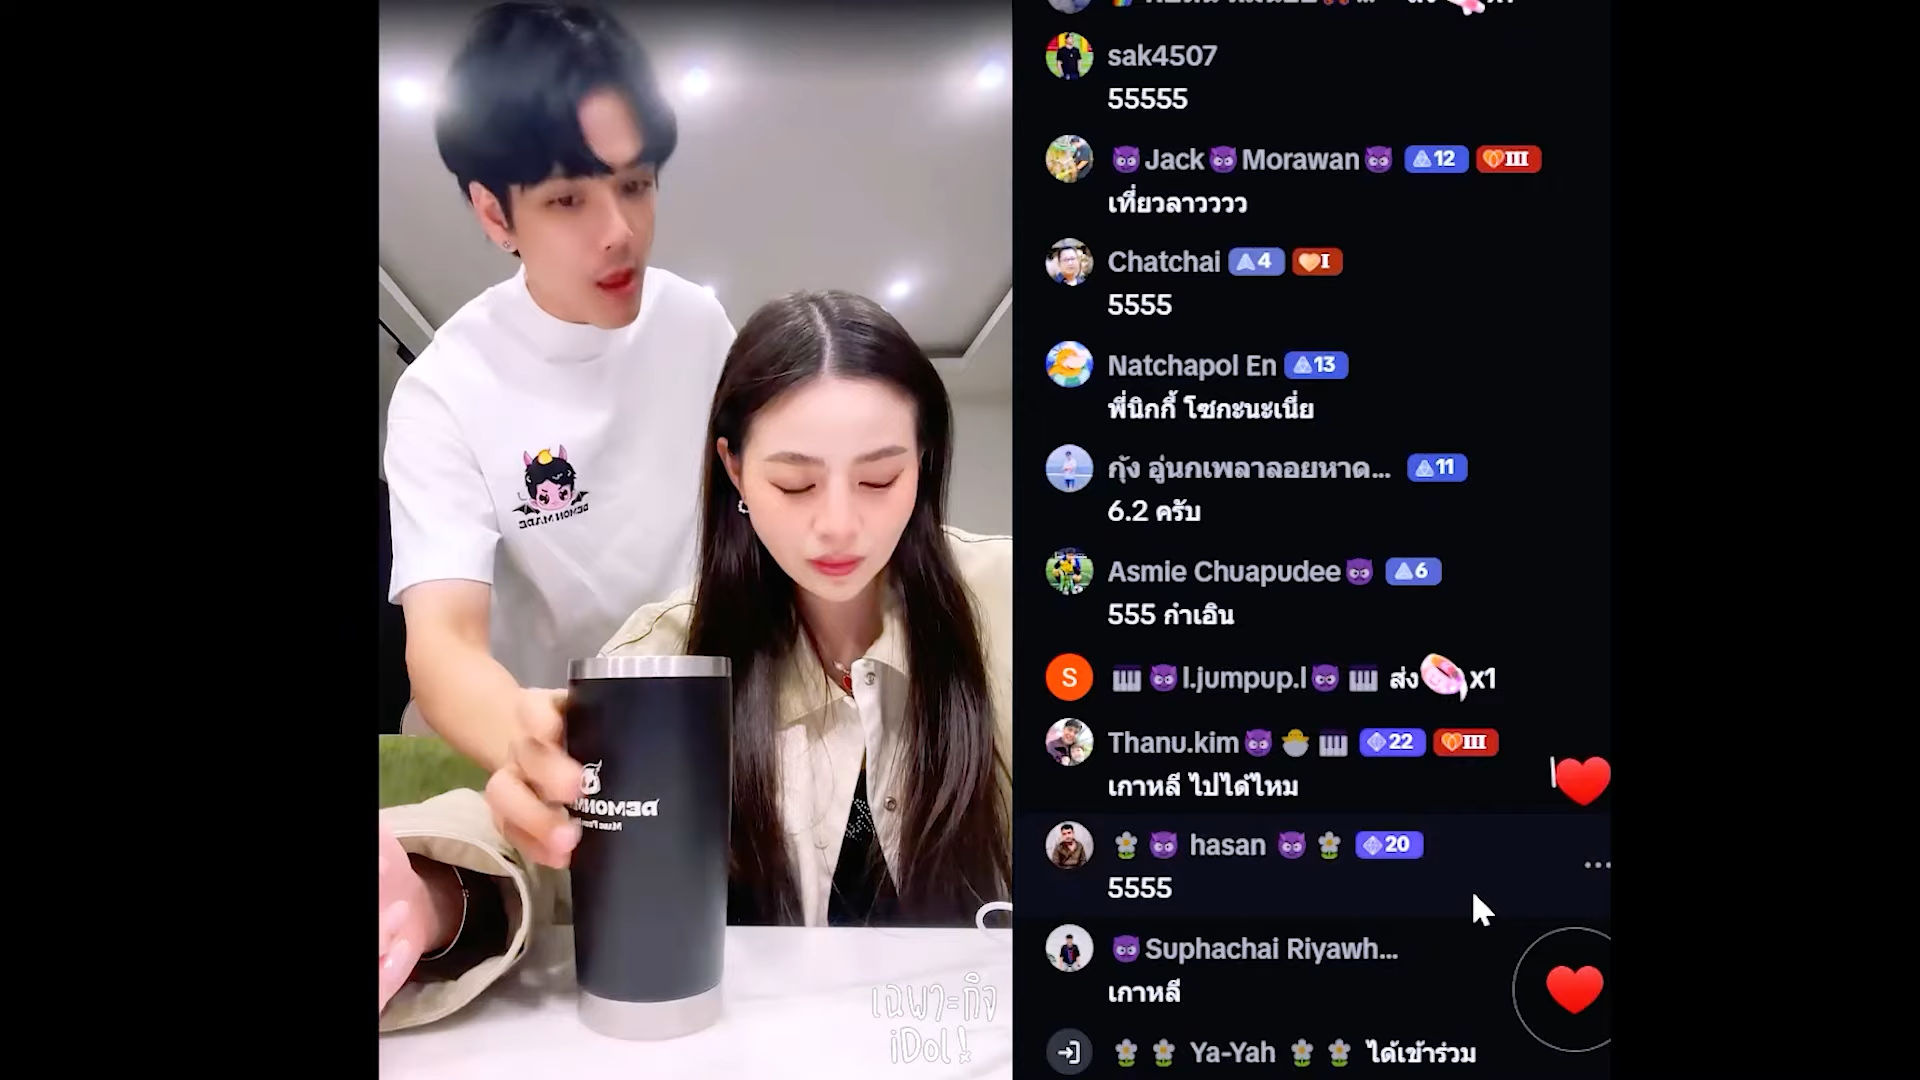 sak4507
55555
Jack Morawan 12 III
เที่ยวลาวววว
Chatchai 4 I
5555
Natchapol En 13
พี่นิกกี้ โซกะนะเนี่ย
กุ้ง อู่นกเพลาลอยหาด... 11
6.2 ครับ
Asmie Chuapudee 6
555 กำเอิน
S l.jumpup.l ส่ง x1
Thanu.kim 22 III
เกาหลี ไปได้ไหม
hasan 20
5555
Suphachai Riyawh...
เกาหลี
Ya-Yah ได้เข้าร่วม
DEMON MADE
เฉพาะกิจ
iDol!